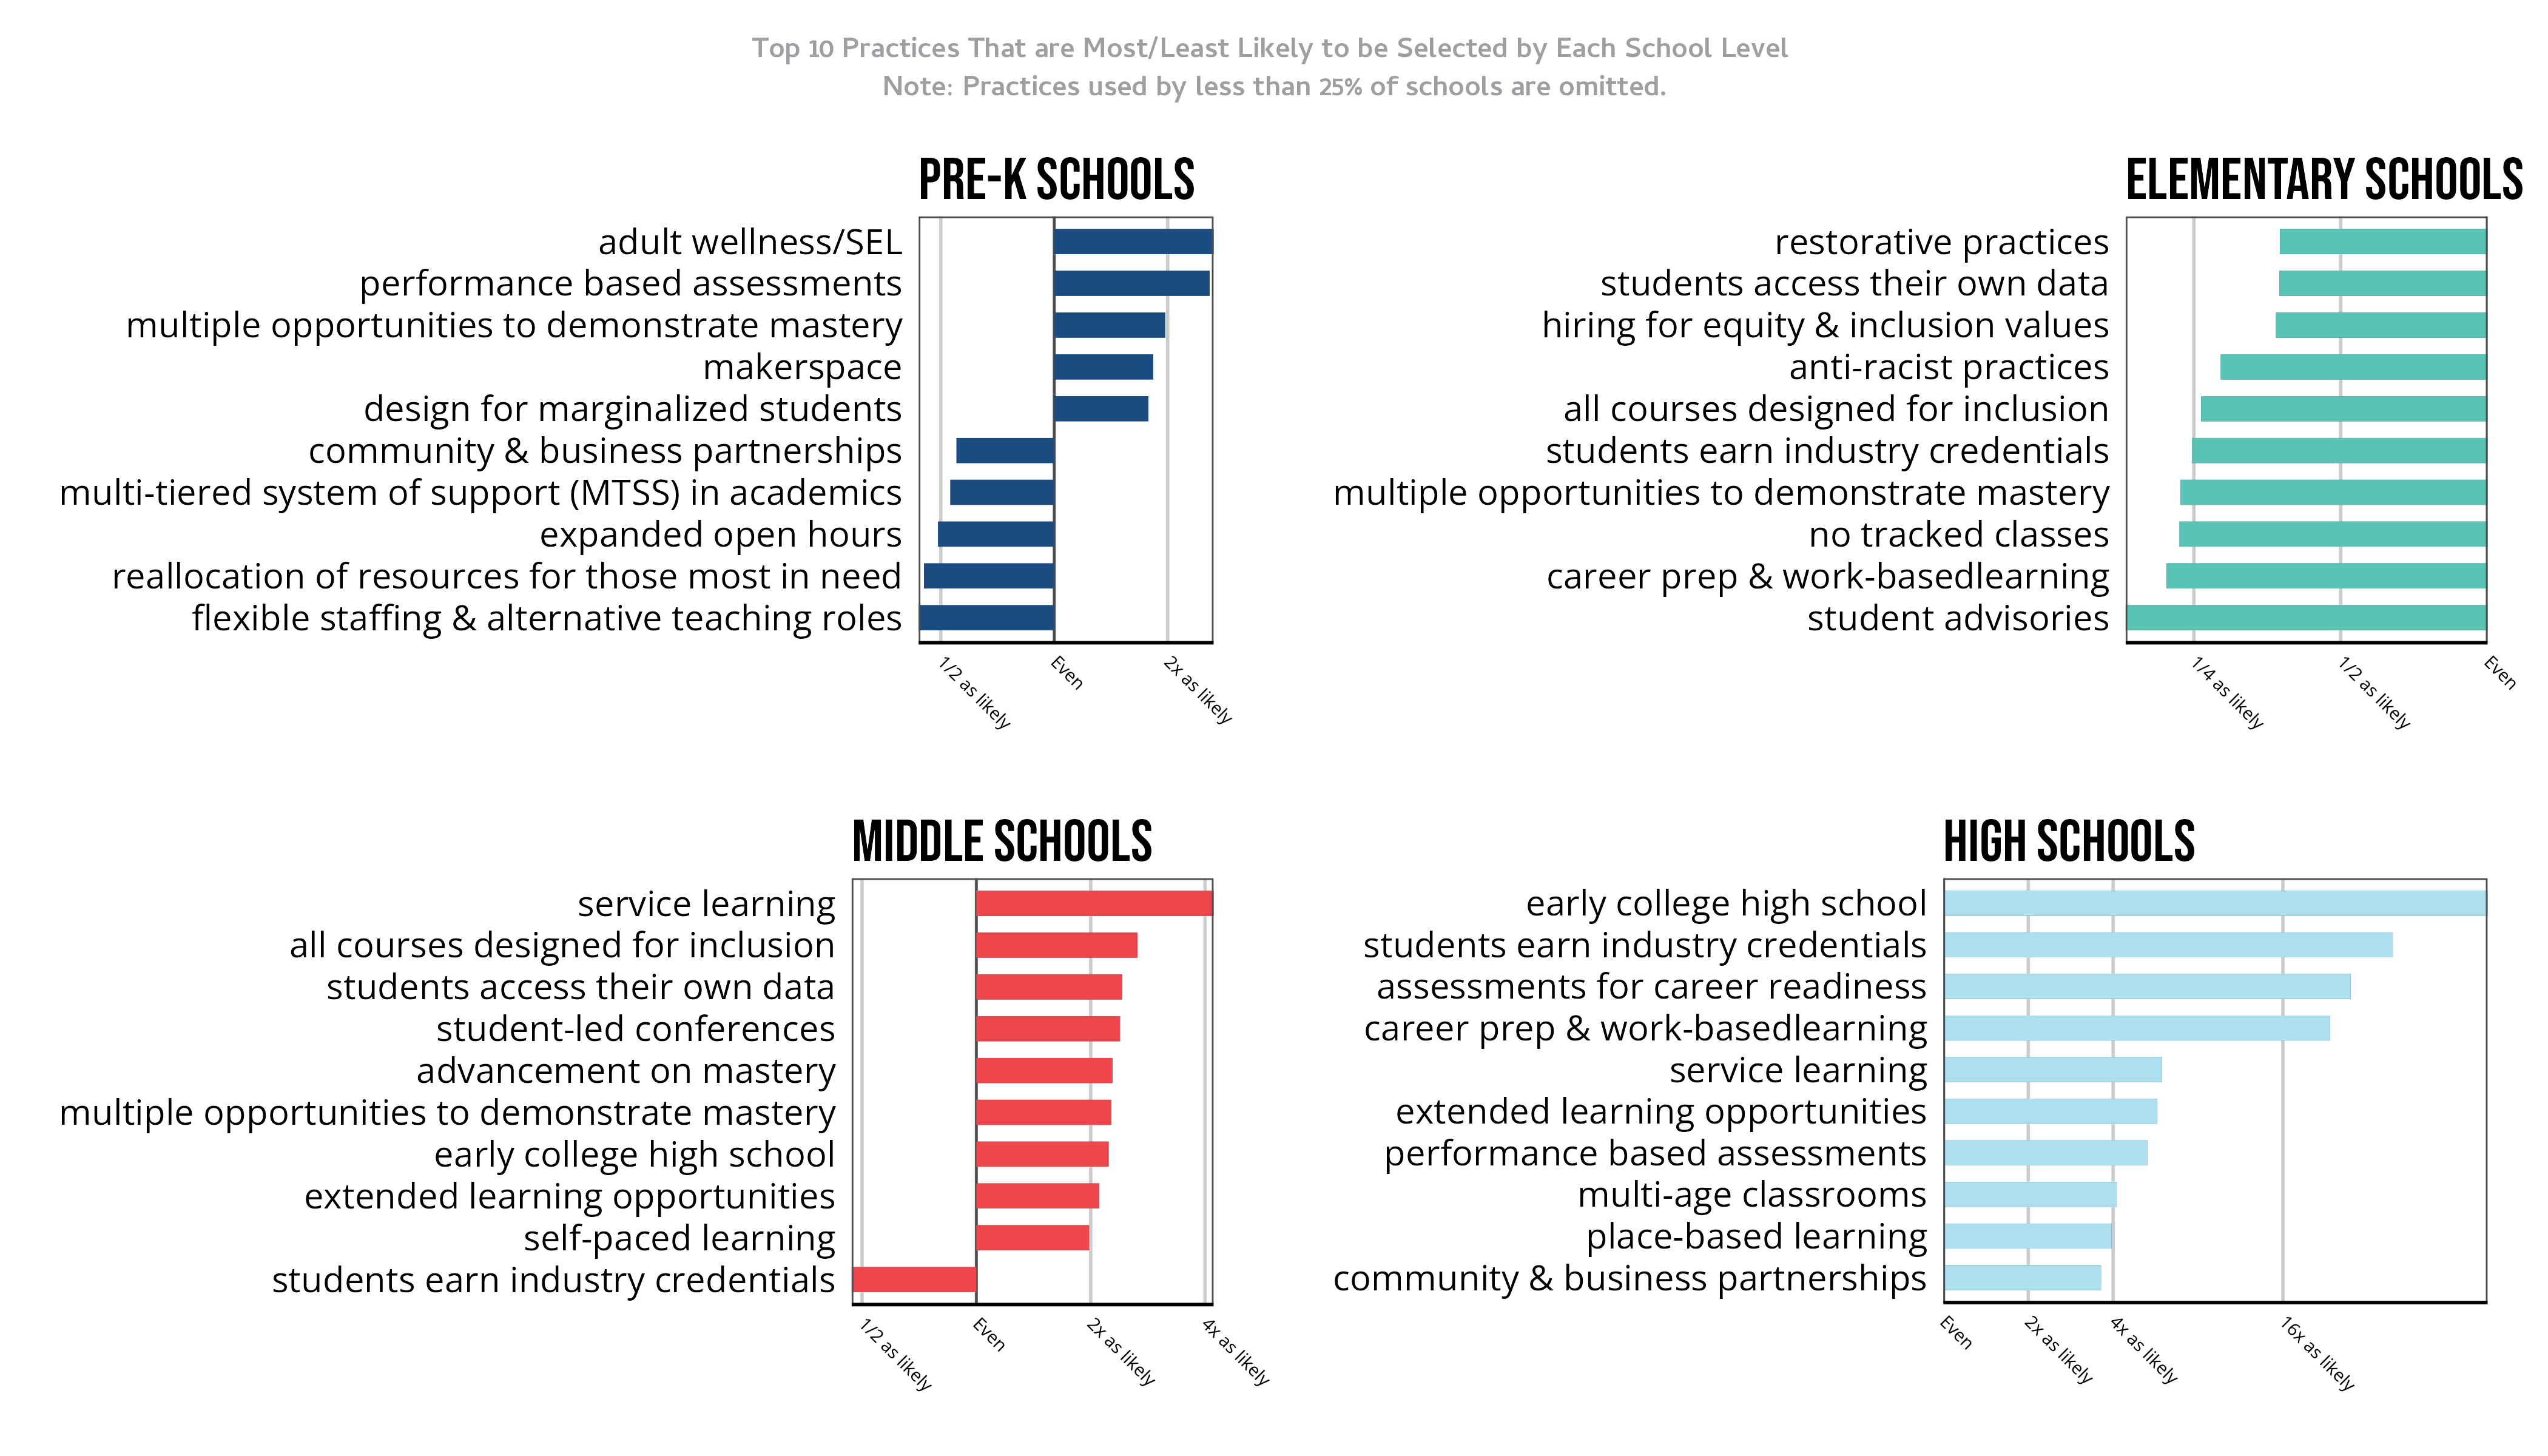 Top 10 Practices That are Most/Least Likely to be Selected by Each School Level
Note: Practices used by less than 25% of schools are omitted.
PRE-K SCHOOLS
adult wellness/SEL
performance based assessments
multiple opportunities to demonstrate mastery
makerspace
design for marginalized students
community & business partnerships
multi-tiered system of support (MTSS) in academics
expanded open hours
reallocation of resources for those most in need
flexible staffing & alternative teaching roles
1/2 as likely
Even
2x as likely
ELEMENTARY SCHOOLS
restorative practices
students access their own data
hiring for equity & inclusion values
anti-racist practices
all courses designed for inclusion
students earn industry credentials
multiple opportunities to demonstrate mastery
no tracked classes
career prep & work-basedlearning
student advisories
1/4 as likely
1/2 as likely
Even
MIDDLE SCHOOLS
service learning
all courses designed for inclusion
students access their own data
student-led conferences
advancement on mastery
multiple opportunities to demonstrate mastery
early college high school
extended learning opportunities
self-paced learning
students earn industry credentials
1/2 as likely
Even
2x as likely
4x as likely
HIGH SCHOOLS
early college high school
students earn industry credentials
assessments for career readiness
career prep & work-basedlearning
service learning
extended learning opportunities
performance based assessments
multi-age classrooms
place-based learning
community & business partnerships
Even
2x as likely
4x as likely
16x as likely